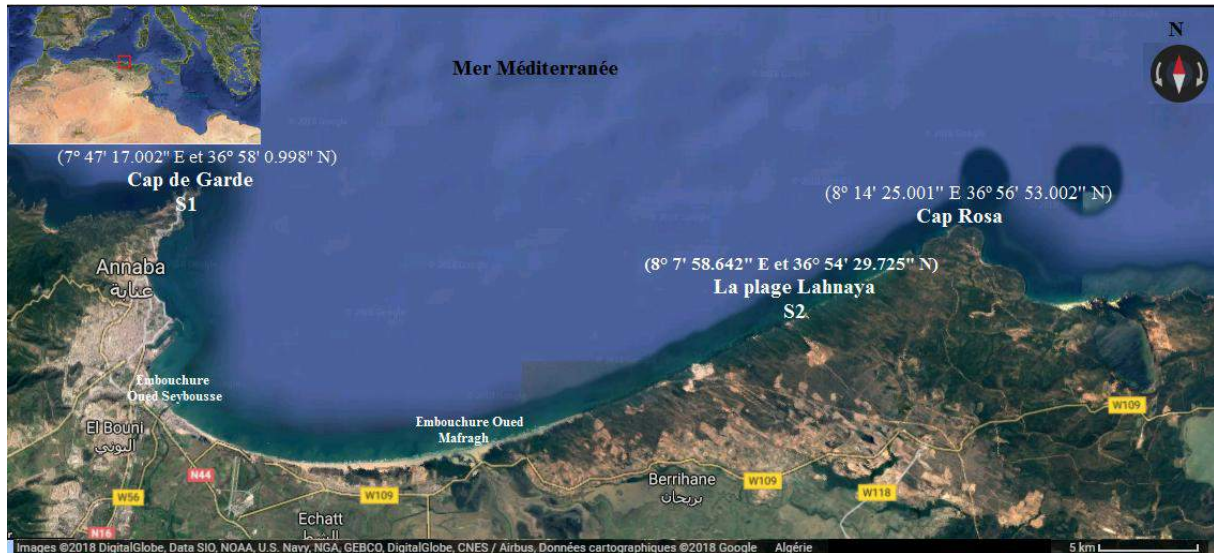 N
Mer Méditerranée
(7° 47' 17.002" E et 36° 58' 0.998" N)
Cap de Garde
S1
(8° 14' 25.001" E 36° 56' 53.002" N)
Cap Rosa
(8° 7' 58.642" E et 36° 54' 29.725" N)
La plage Lahnaya
S2
Annaba
عنابة
Embouchure
Oued Seybousse
El Bouni
البوني
Embouchure Oued
Mafragh
N44
W109
W56
N16
Echatt
الشط
Berrihane
بريحان
W109
W109
W118
W109
5 km
Images ©2018 DigitalGlobe, Data SIO, NOAA, U.S. Navy, NGA, GEBCO, DigitalGlobe, CNES / Airbus, Données cartographiques ©2018 Google Algérie